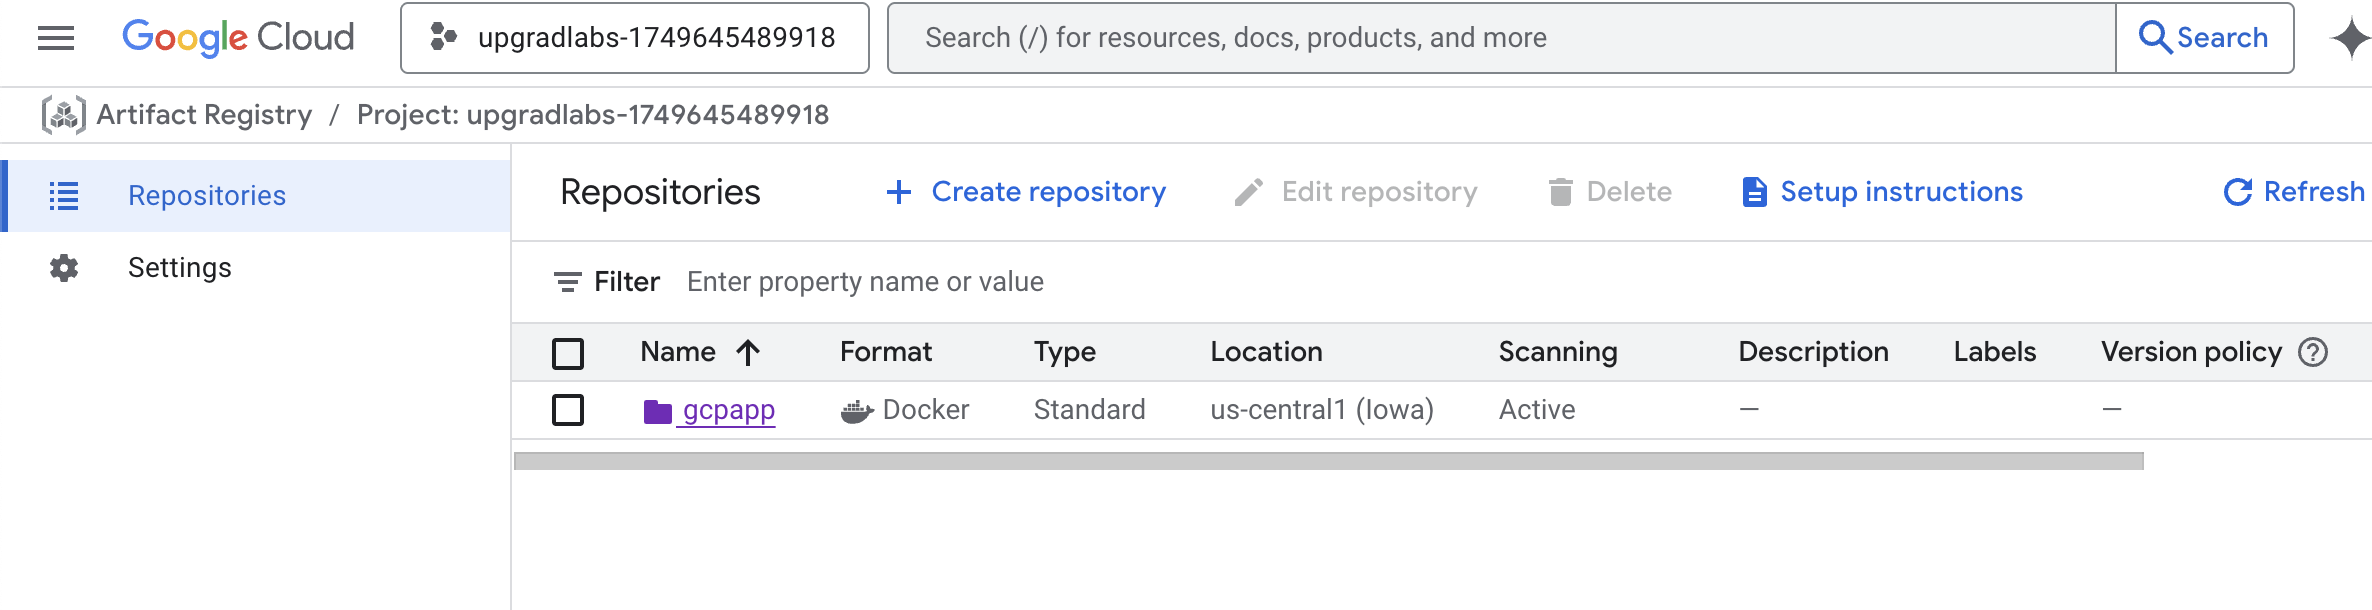 Google Cloud
upgradlabs-1749645489918
Search (/) for resources, docs, products, and more
Search
Artifact Registry / Project: upgradlabs-1749645489918
Repositories
Settings
Repositories
Create repository
Edit repository
Delete
Setup instructions
Refresh
Filter Enter property name or value
Name Format Type Location Scanning Description Labels Version policy
gcpapp Docker Standard us-central1 (Iowa) Active — —